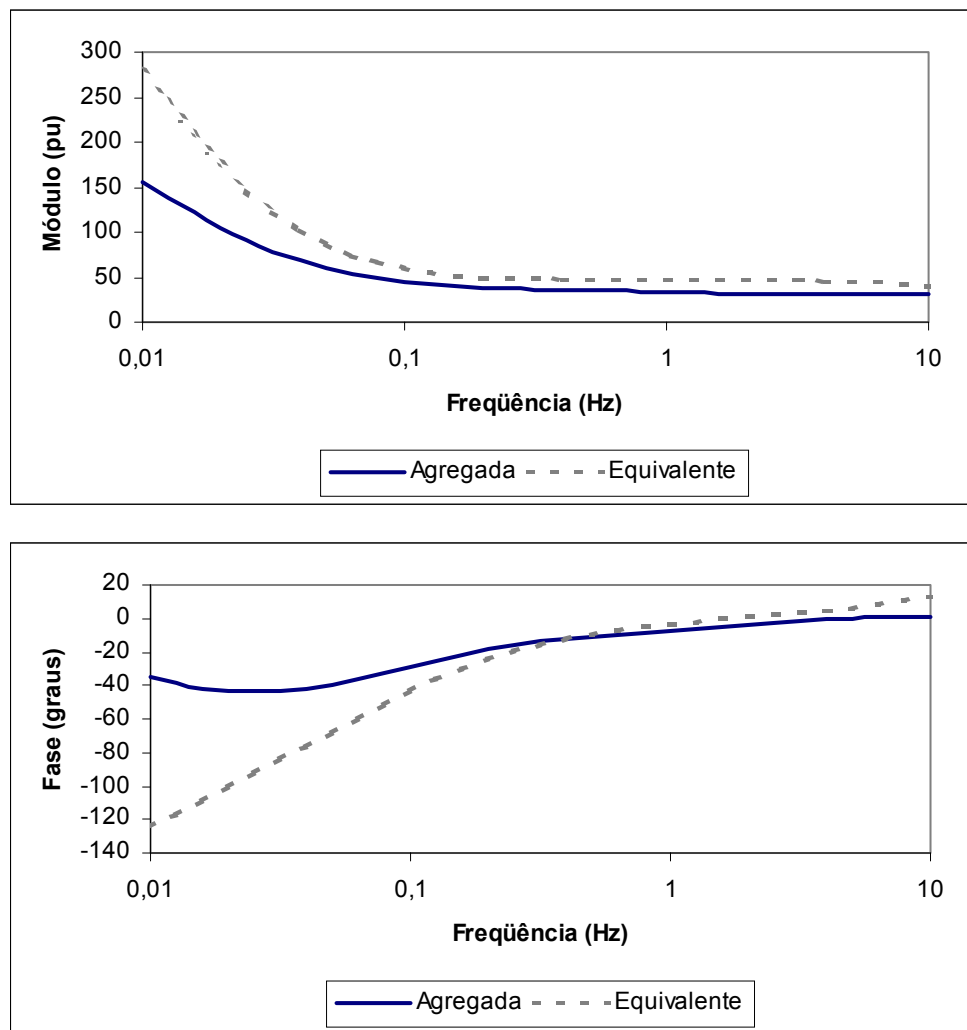 300
250
200
150
100
50
0
Módulo (pu)
0,01 0,1 1 10
Freqüência (Hz)
Agregada Equivalente
20
0
-20
-40
-60
-80
-100
-120
-140
Fase (graus)
0,01 0,1 1 10
Freqüência (Hz)
Agregada Equivalente